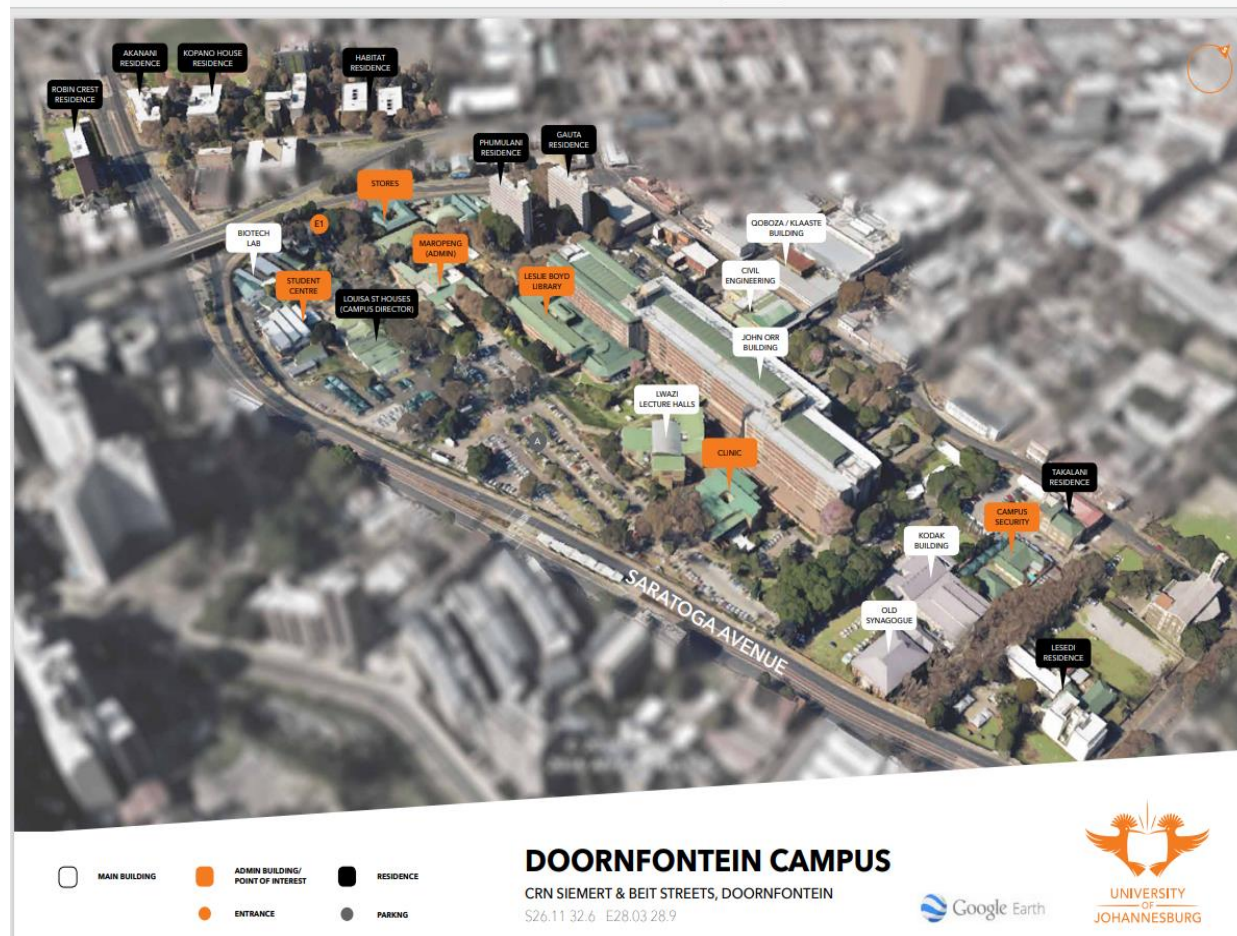 AKANANI
RESIDENCE
KOPANO HOUSE
RESIDENCE
HABITAT
RESIDENCE
ROBIN CREST
RESIDENCE
PHUMULANI
RESIDENCE
GAUTA
RESIDENCE
STORES
E1
BIOTECH
LAB
MAROPENG
(ADMIN)
QOBOZA / KLAASTE
BUILDING
STUDENT
CENTRE
LOUISA ST HOUSES
(CAMPUS DIRECTOR)
LESLIE BOYD
LIBRARY
CIVIL
ENGINEERING
JOHN ORR
BUILDING
LWAZI
LECTURE HALLS
A
CLINIC
TAKALANI
RESIDENCE
CAMPUS
SECURITY
KODAK
BUILDING
OLD
SYNAGOGUE
SARATOGA AVENUE
LESEDI
RESIDENCE
MAIN BUILDING
ADMIN BUILDING/
POINT OF INTEREST
RESIDENCE
ENTRANCE
PARKNG
DOORNFONTEIN CAMPUS
CRN SIEMERT & BEIT STREETS, DOORNFONTEIN
S26.11 32.6 E28.03 28.9
Google Earth
UNIVERSITY
OF
JOHANNESBURG